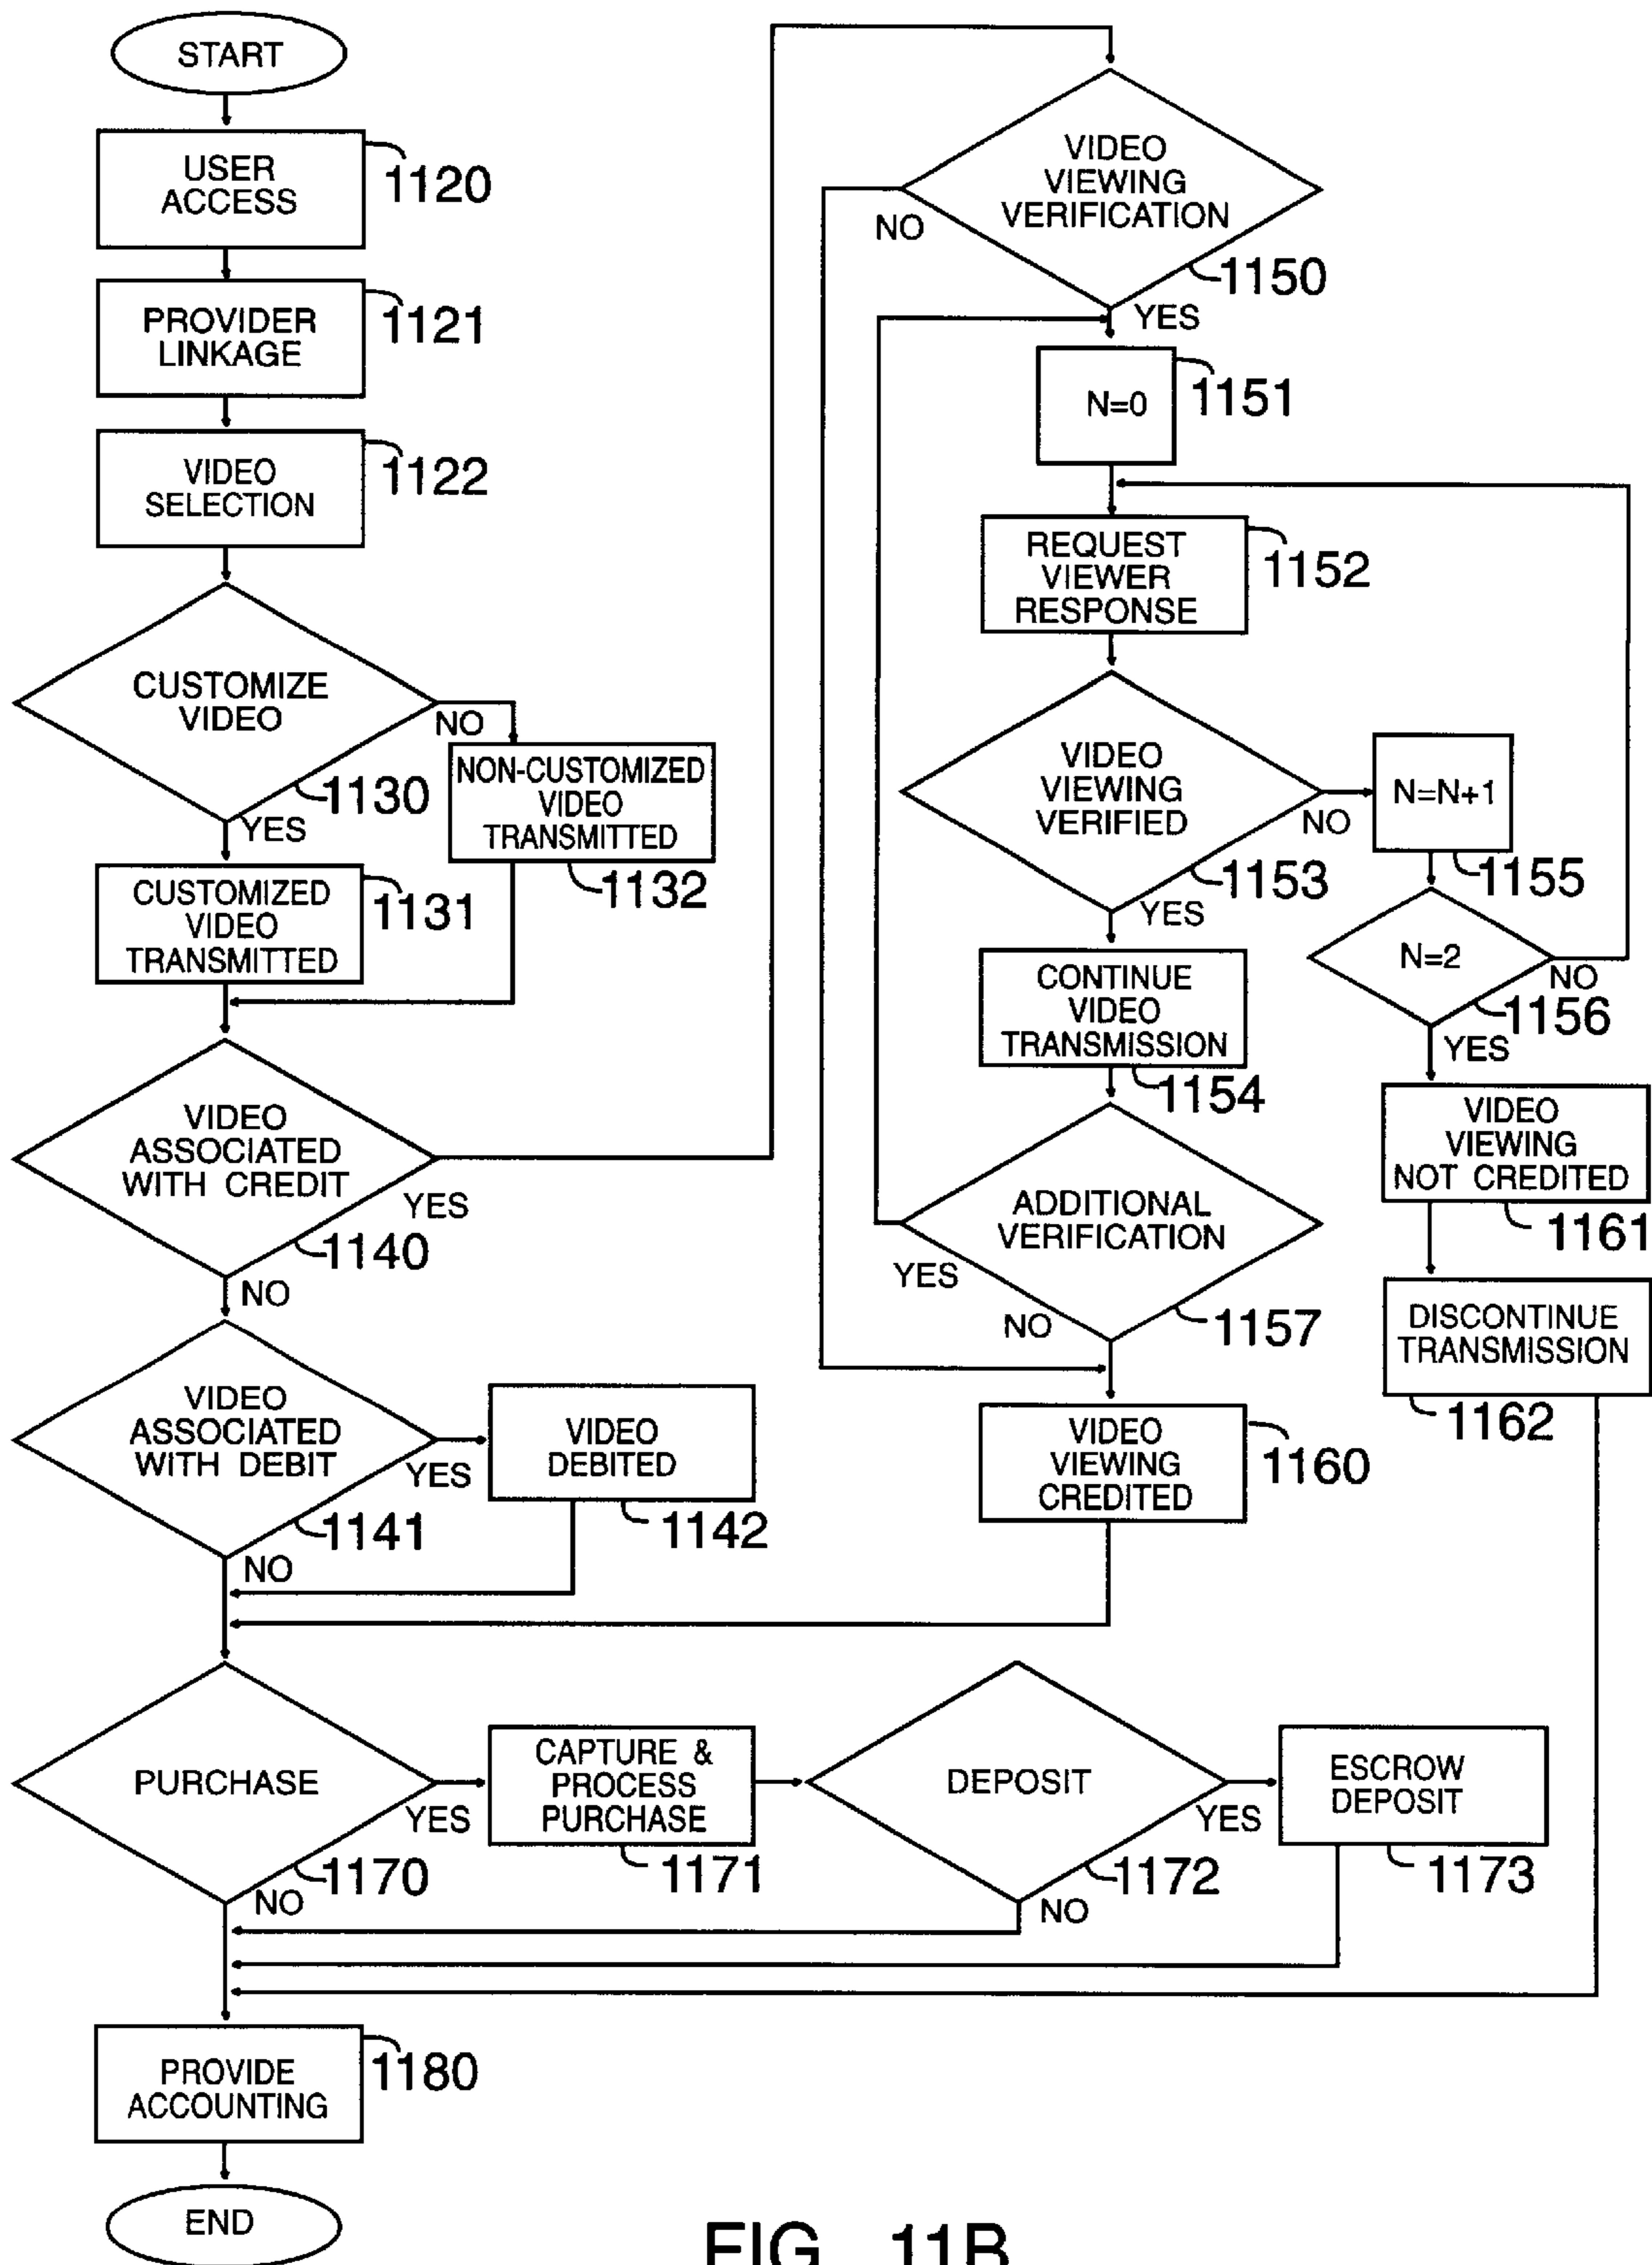 START
USER
ACCESS
1120
PROVIDER
LINKAGE
1121
VIDEO
SELECTION
1122
CUSTOMIZE
VIDEO
NO
1130
YES
NON-CUSTOMIZED
VIDEO
TRANSMITTED
1132
CUSTOMIZED
VIDEO
TRANSMITTED
1131
VIDEO
ASSOCIATED
WITH CREDIT
YES
1140
NO
VIDEO
ASSOCIATED
WITH DEBIT
YES
1141
NO
VIDEO
DEBITED
1142
VIDEO
VIEWING
VERIFICATION
NO
1150
YES
N=0
1151
REQUEST
VIEWER
RESPONSE
1152
VIDEO
VIEWING
VERIFIED
NO
1153
YES
N=N+1
1155
N=2
NO
1156
YES
CONTINUE
VIDEO
TRANSMISSION
1154
ADDITIONAL
VERIFICATION
YES
1157
NO
VIDEO
VIEWING
NOT CREDITED
1161
DISCONTINUE
TRANSMISSION
1162
VIDEO
VIEWING
CREDITED
1160
PURCHASE
YES
1170
NO
CAPTURE &
PROCESS
PURCHASE
1171
DEPOSIT
YES
1172
NO
ESCROW
DEPOSIT
1173
PROVIDE
ACCOUNTING
1180
END
FIG. 11B